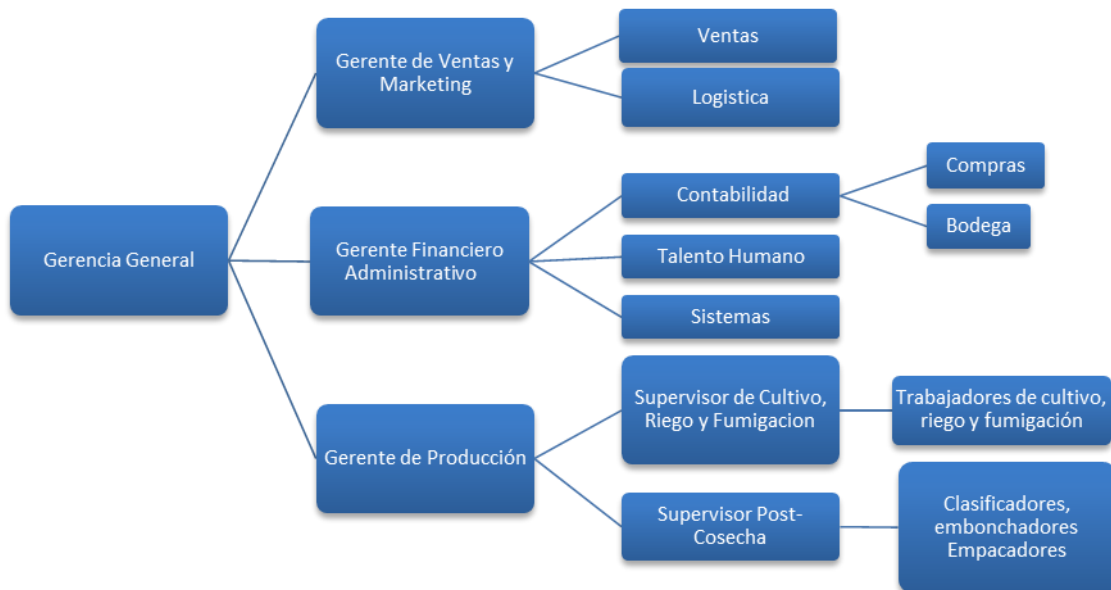 Gerencia General
Gerente de Ventas y
Marketing
Ventas
Logistica
Gerente Financiero
Administrativo
Contabilidad
Compras
Bodega
Talento Humano
Sistemas
Gerente de Producción
Supervisor de Cultivo,
Riego y Fumigacion
Trabajadores de cultivo,
riego y fumigación
Supervisor Post-
Cosecha
Clasificadores,
embonchadores
Empacadores